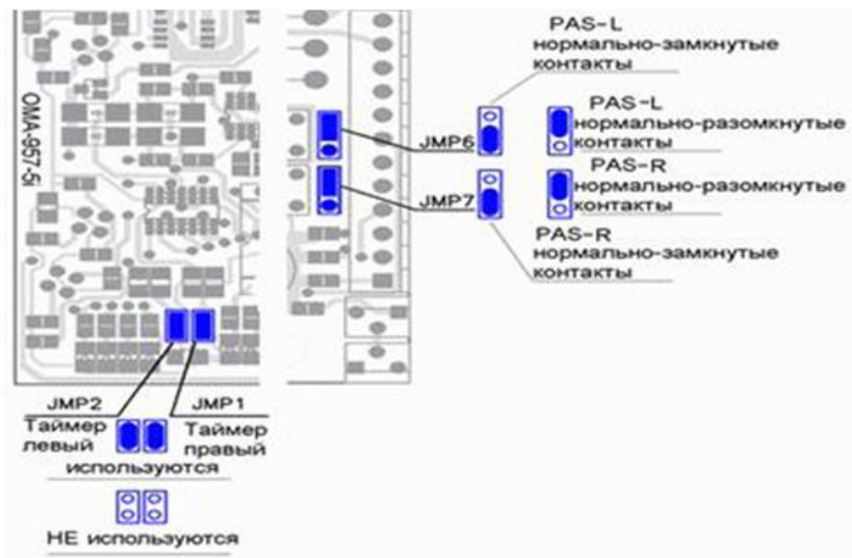 PAS-L
нормально-замкнутые
контакты
OMA-957-5i
PAS-L
нормально-разомкнутые
контакты
JMP6
PAS-R
нормально-разомкнутые
контакты
JMP7
PAS-R
нормально-замкнутые
контакты
JMP2
JMP1
Таймер
левый
Таймер
правый
используются
НЕ используются